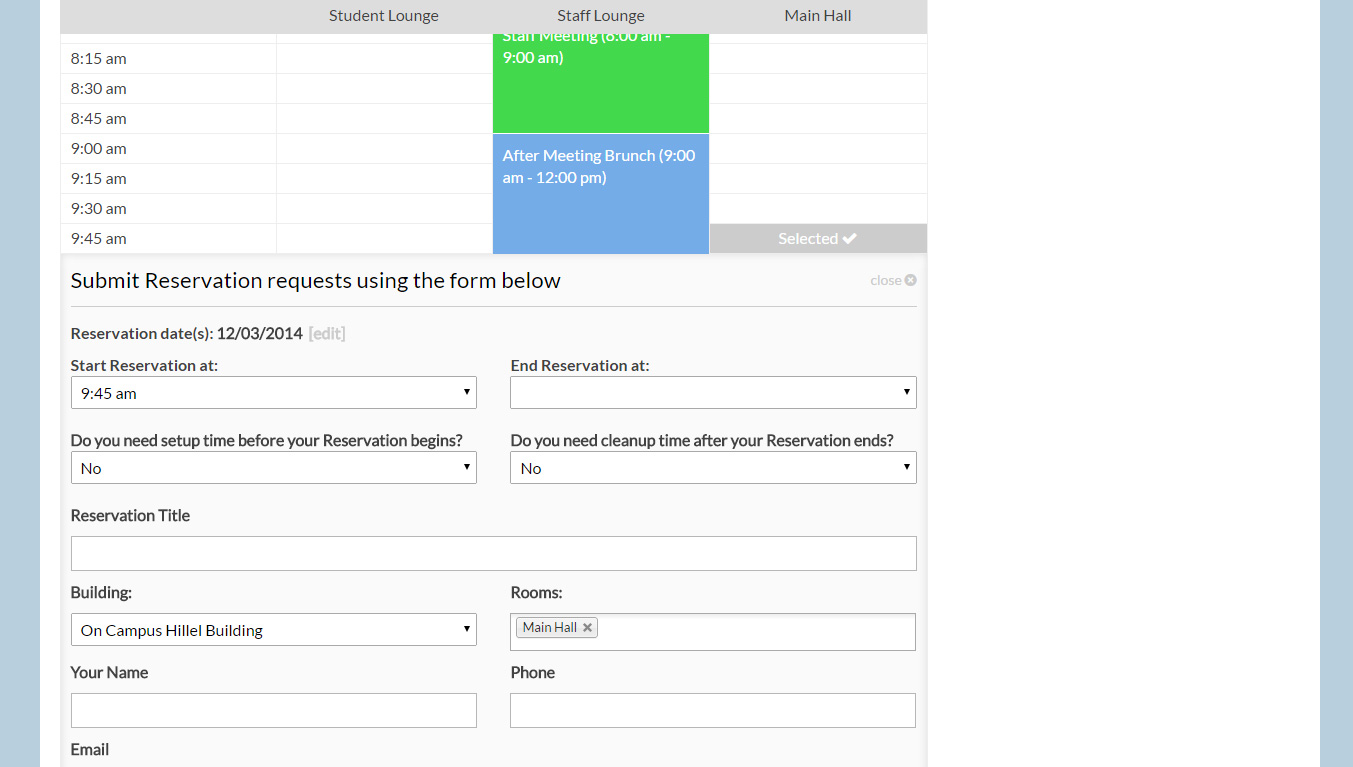 Student Lounge Staff Lounge Main Hall
Staff Meeting (8:00 am -
8:15 am 9:00 am)
8:30 am
8:45 am
9:00 am After Meeting Brunch (9:00
9:15 am am - 12:00 pm)
9:30 am
9:45 am Selected
Submit Reservation requests using the form below close
Reservation date(s): 12/03/2014 [edit]
Start Reservation at: End Reservation at:
9:45 am
Do you need setup time before your Reservation begins? Do you need cleanup time after your Reservation ends?
No No
Reservation Title
Building: Rooms:
On Campus Hillel Building Main Hall
Your Name Phone
Email